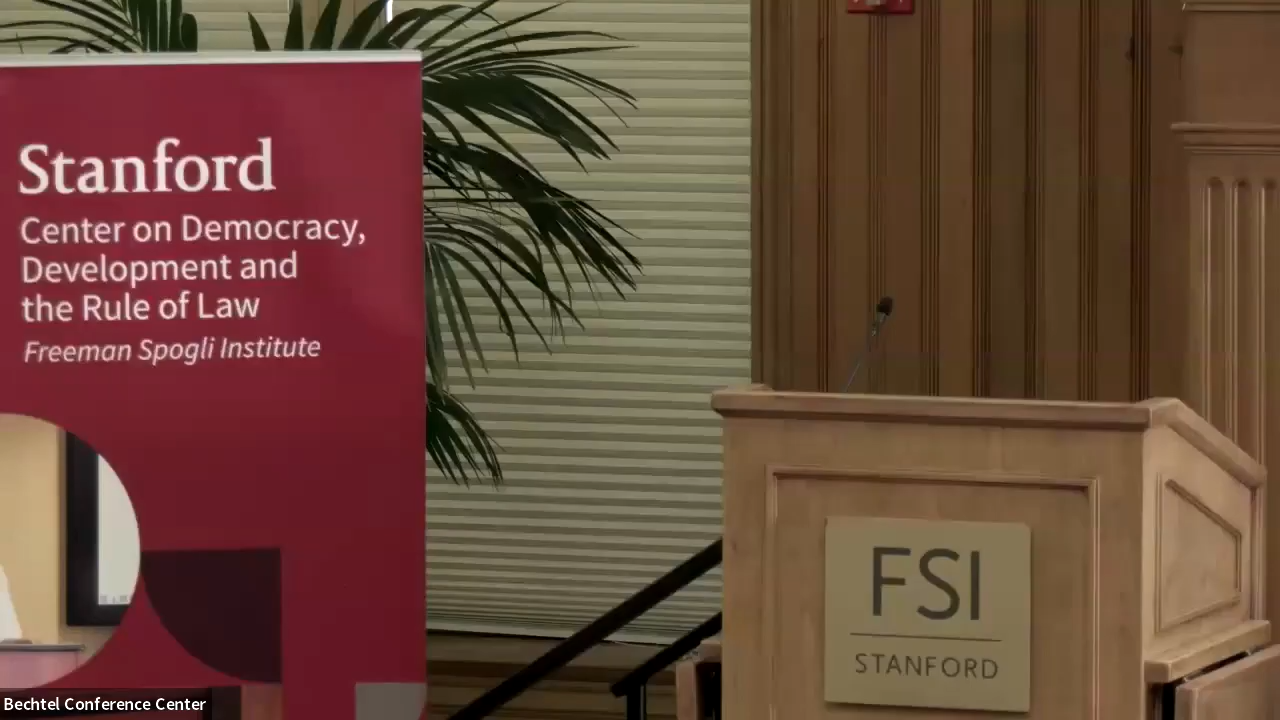 Stanford
Center on Democracy,
Development and
the Rule of Law
Freeman Spogli Institute
FSI
STANFORD
Bechtel Conference Center